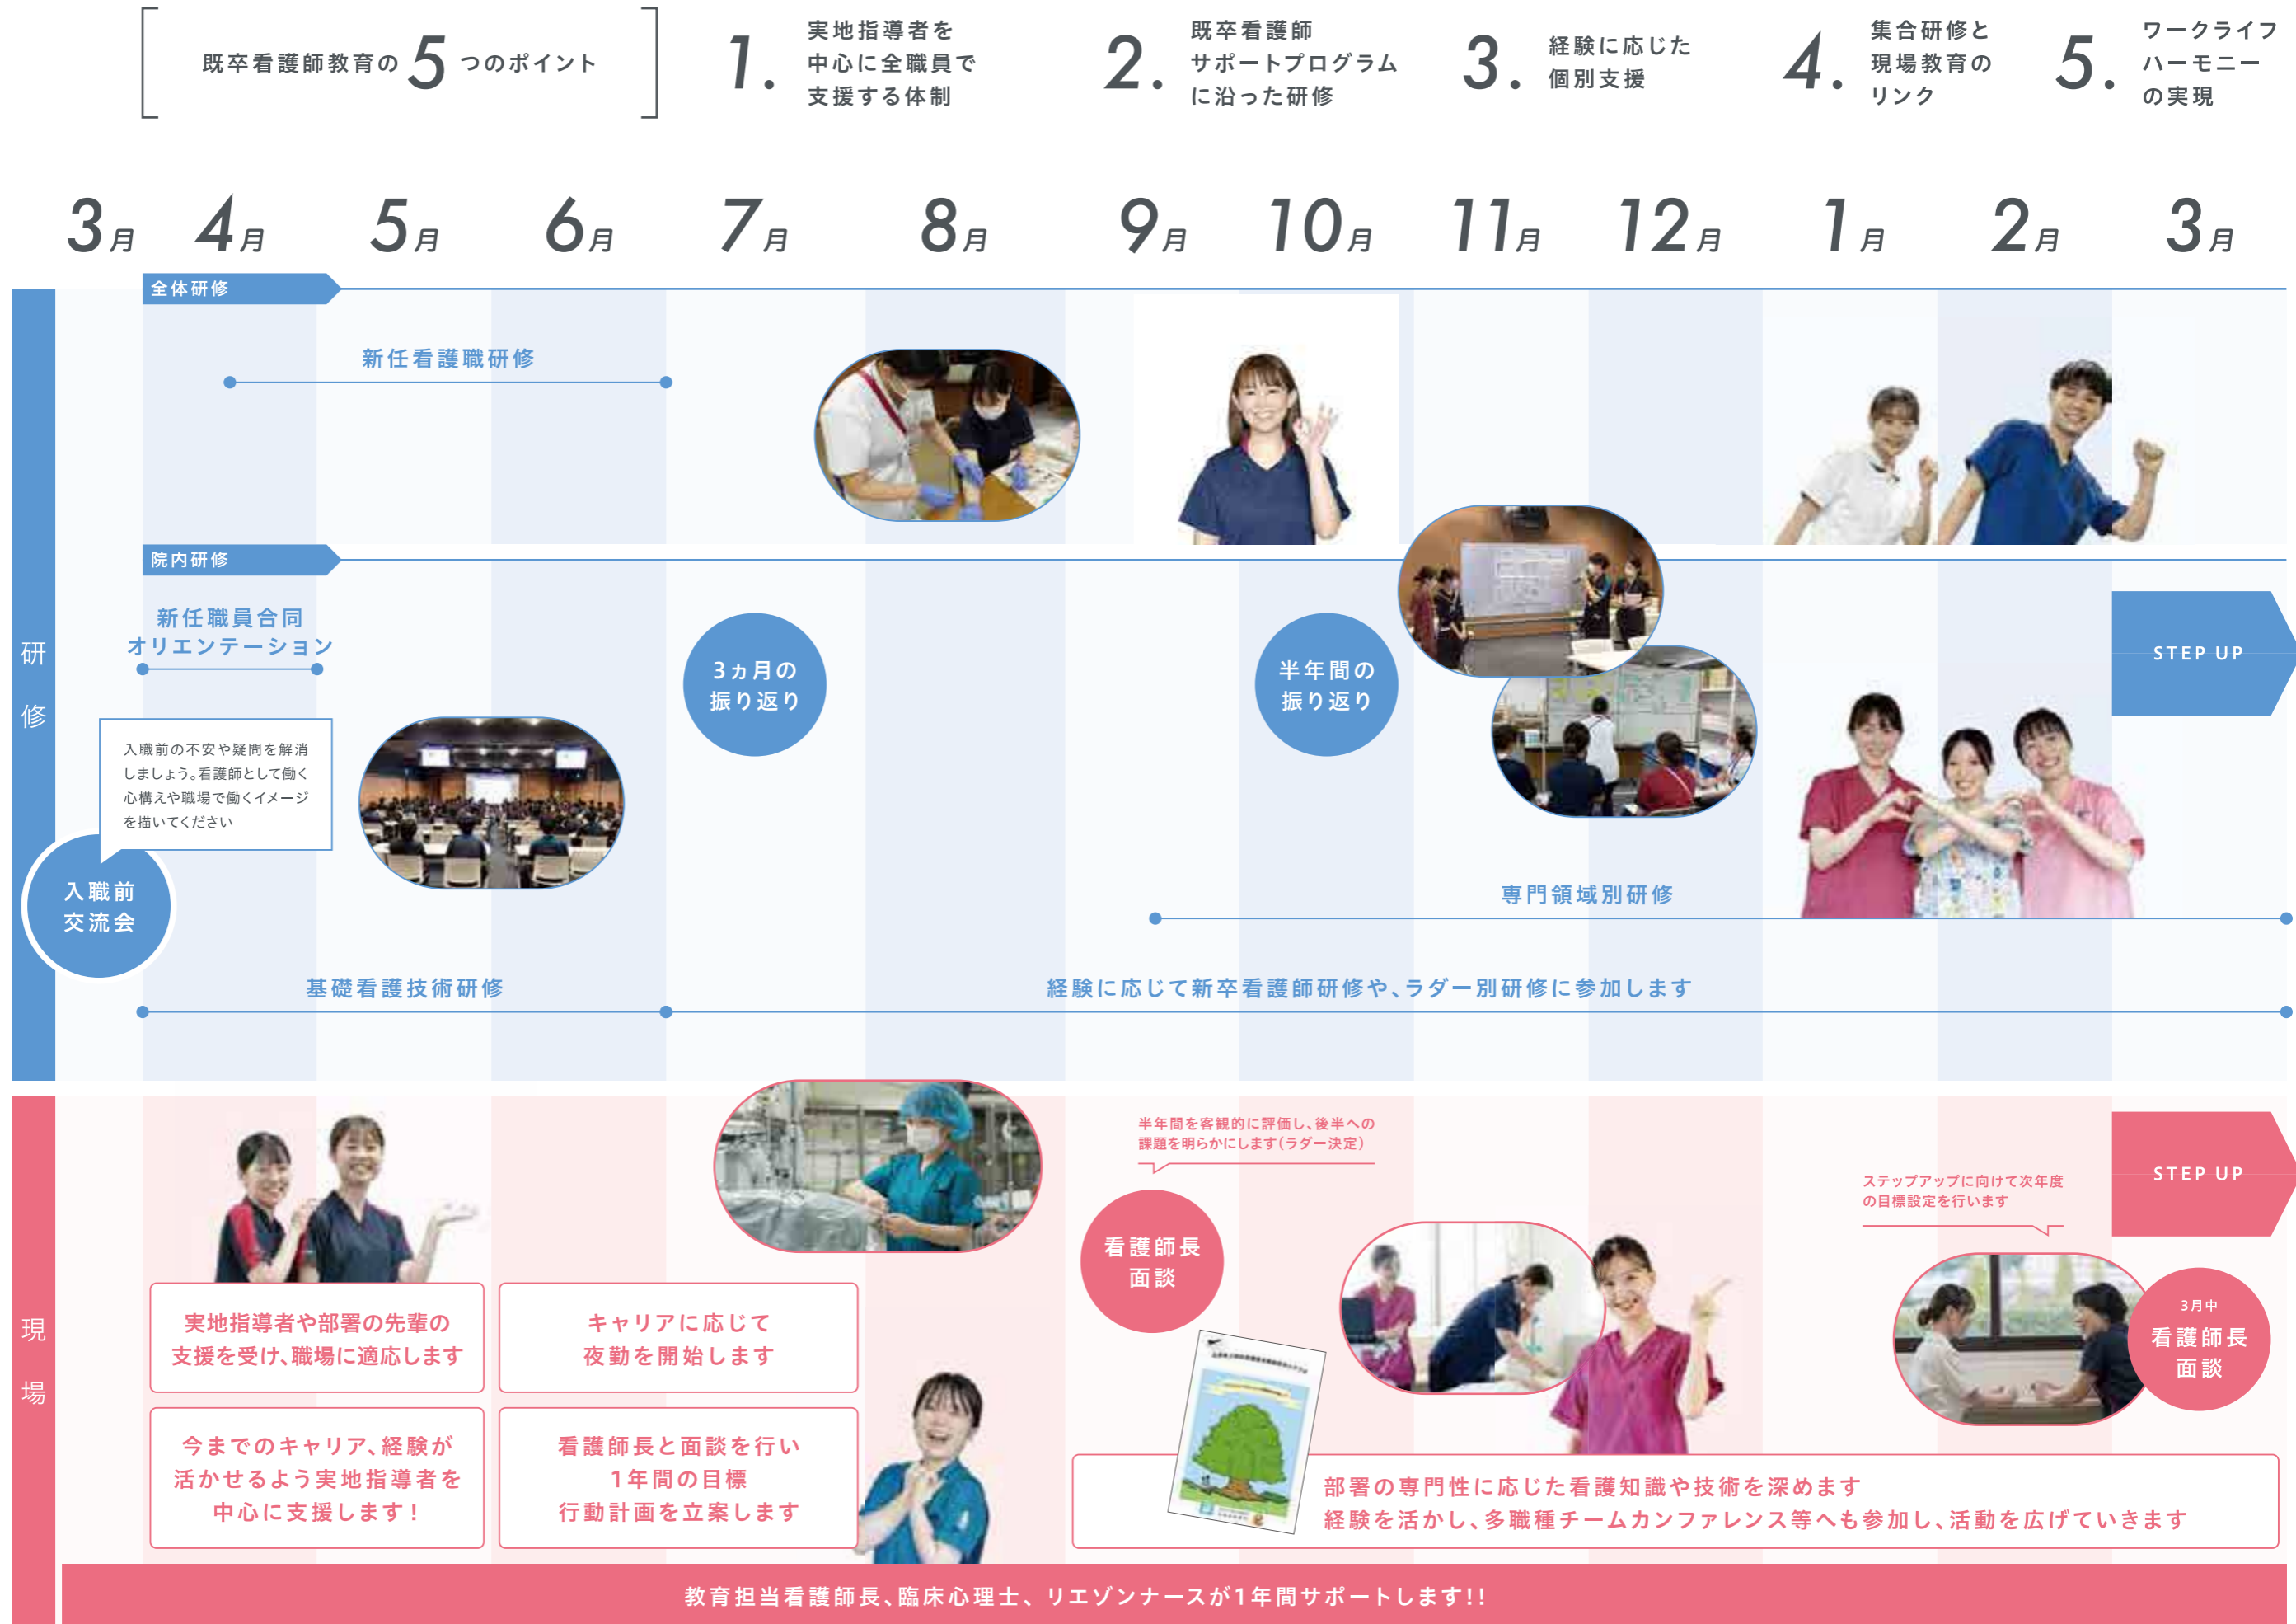 既卒看護師教育の5つのポイント
1.
実地指導者を
中心に全職員で
支援する体制
2.
既卒看護師
サポートプログラム
に沿った研修
3.
経験に応じた
個別支援
4.
集合研修と
現場教育の
リンク
5.
ワークライフ
ハーモニー
の実現
3月 4月 5月 6月 7月 8月 9月 10月 11月 12月 1月 2月 3月
研修
全体研修
新任看護職研修
院内研修
新任職員合同
オリエンテーション
3ヵ月の
振り返り
半年間の
振り返り
STEP UP
入職前の不安や疑問を解消
しましょう。看護師として働く
心構えや職場で働くイメージ
を描いてください
入職前
交流会
専門領域別研修
基礎看護技術研修
経験に応じて新卒看護師研修や、ラダー別研修に参加します
現場
半年間を客観的に評価し、後半への
課題を明らかにします(ラダー決定)
看護師長
面談
ステップアップに向けて次年度
の目標設定を行います
STEP UP
3月中
看護師長
面談
実地指導者や部署の先輩の
支援を受け、職場に適応します
キャリアに応じて
夜勤を開始します
今までのキャリア、経験が
活かせるよう実地指導者を
中心に支援します！
看護師長と面談を行い
1年間の目標
行動計画を立案します
部署の専門性に応じた看護知識や技術を深めます
経験を活かし、多職種チームカンファレンス等へも参加し、活動を広げていきます
教育担当看護師長、臨床心理士、リエゾンナースが1年間サポートします!!